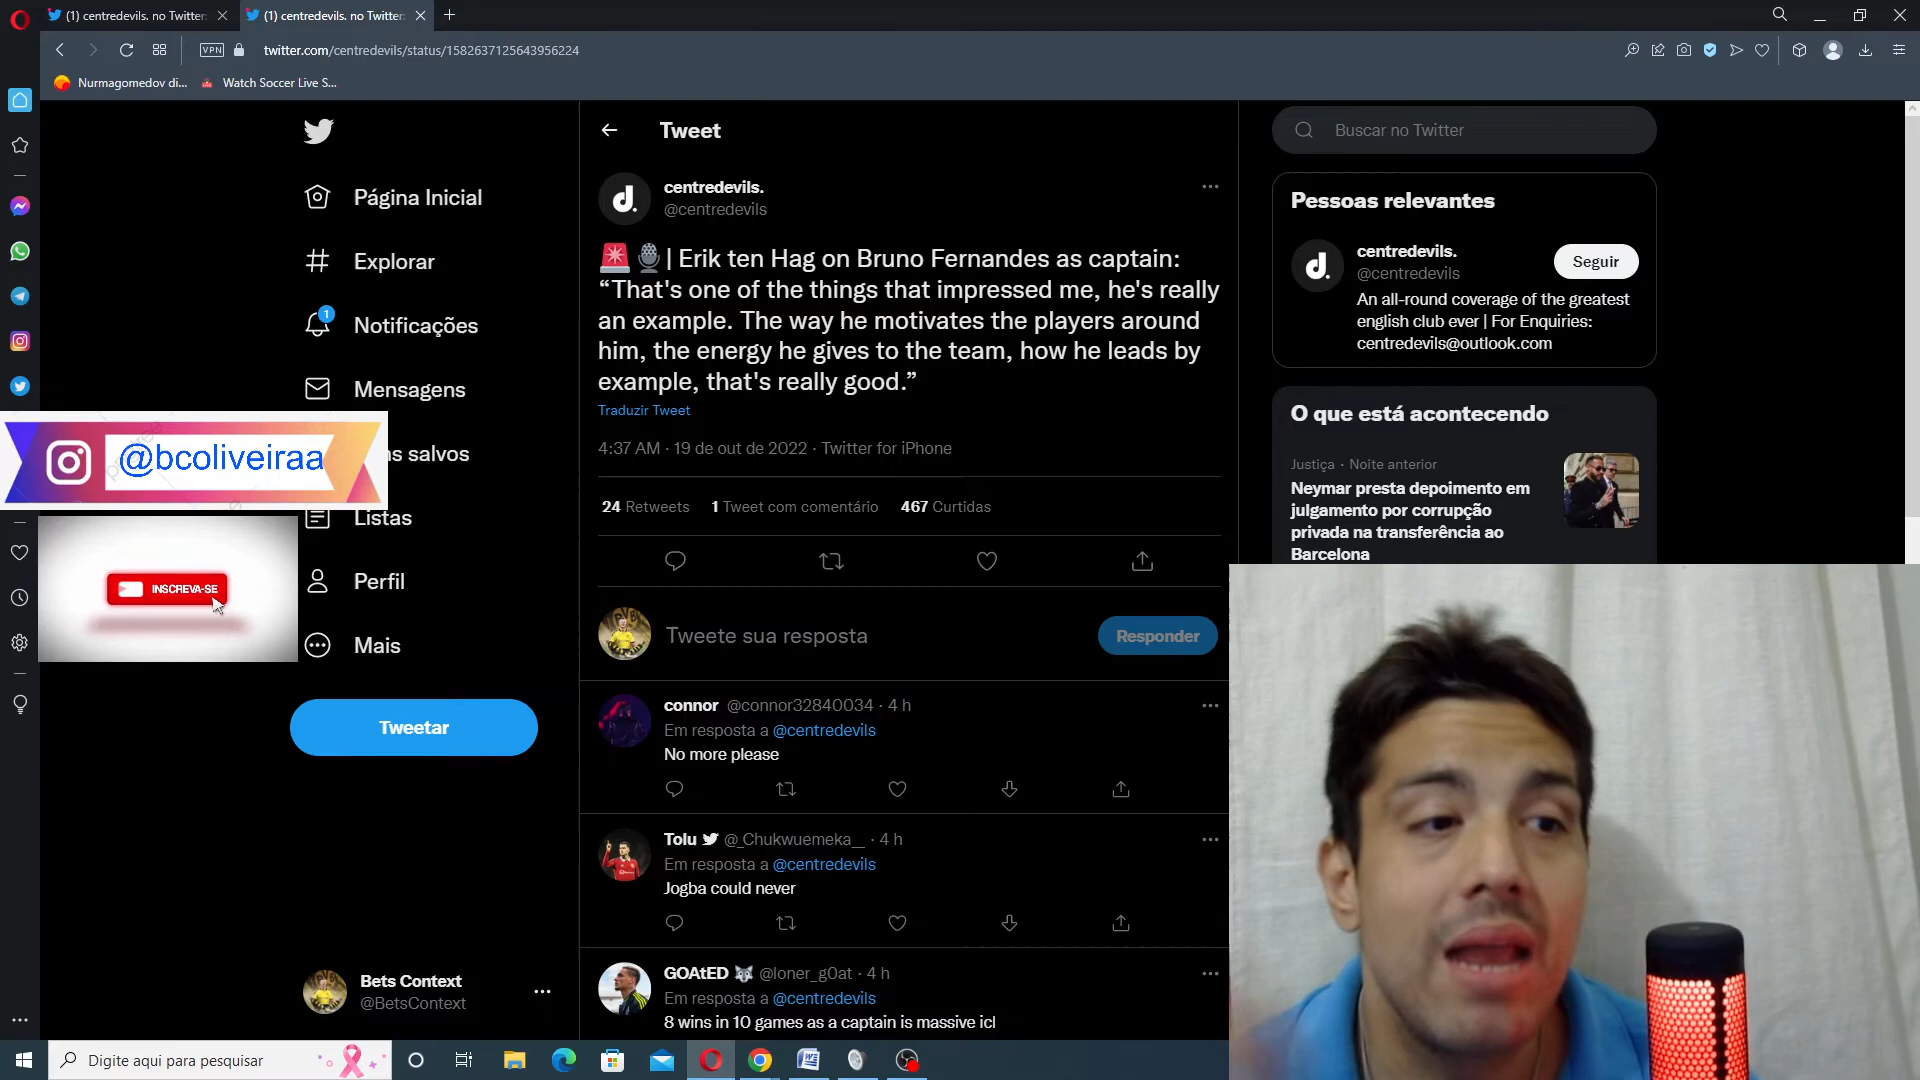 (1) centredevils. no Twitter:
(1) centredevils. no Twitter:
VPN
twitter.com/centredevils/status/1582637125643956224
Nurmagomedov di...
Watch Soccer Live S...
Página Inicial
Explorar
1
Notificações
Mensagens
ns salvos
Listas
Perfil
Mais
Tweetar
@bcoliveiraa
INSCREVA-SE
Bets Context
@BetsContext
Tweet
centredevils.
@centredevils
| Erik ten Hag on Bruno Fernandes as captain:
“That's one of the things that impressed me, he's really
an example. The way he motivates the players around
him, the energy he gives to the team, how he leads by
example, that's really good.”
Traduzir Tweet
4:37 AM · 19 de out de 2022 · Twitter for iPhone
24 Retweets 1 Tweet com comentário 467 Curtidas
Tweete sua resposta
Responder
connor @connor32840034 · 4 h
Em resposta a @centredevils
No more please
Tolu @_Chukwuemeka__ · 4 h
Em resposta a @centredevils
Jogba could never
GOAtED @loner_g0at · 4 h
Em resposta a @centredevils
8 wins in 10 games as a captain is massive icl
Buscar no Twitter
Pessoas relevantes
centredevils.
@centredevils
Seguir
An all-round coverage of the greatest
english club ever | For Enquiries:
centredevils@outlook.com
O que está acontecendo
Justiça · Noite anterior
Neymar presta depoimento em
julgamento por corrupção
privada na transferência ao
Barcelona
Digite aqui para pesquisar